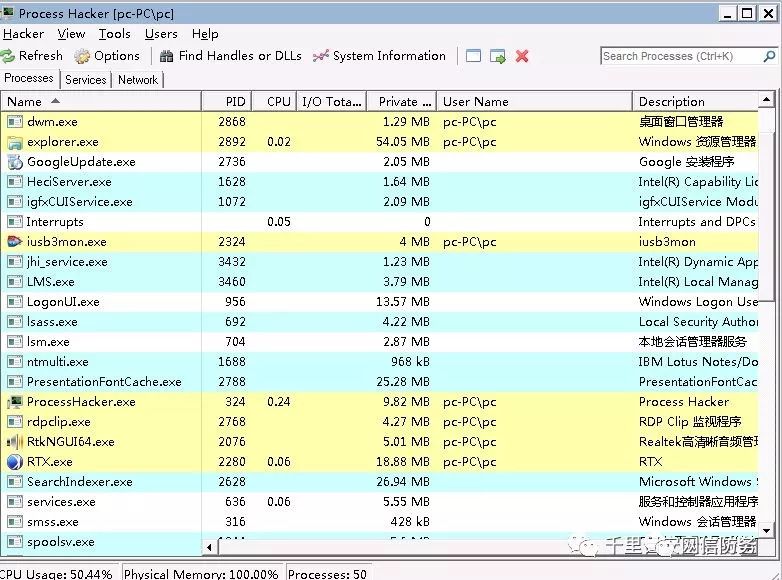 Process Hacker [pc-PC\pc]
Hacker View Tools Users Help
Refresh Options Find Handles or DLLs System Information Search Processes (Ctrl+K)
Processes Services Network
Name PID CPU I/O Tota... Private ... User Name Description
dwm.exe 2868 1.29 MB pc-PC\pc 桌面窗口管理器
explorer.exe 2892 0.02 54.05 MB pc-PC\pc Windows 资源管理器
GoogleUpdate.exe 2736 2.05 MB Google 安装程序
HeciServer.exe 1628 1.64 MB Intel(R) Capability Lic
igfxCUIService.exe 1072 2.09 MB igfxCUIService Modu
Interrupts 0.05 0 Interrupts and DPCs
iusb3mon.exe 2324 4 MB pc-PC\pc iusb3mon
jhi_service.exe 3432 1.23 MB Intel(R) Dynamic App
LMS.exe 3460 3.79 MB Intel(R) Local Manag
LogonUI.exe 956 13.57 MB Windows Logon Use
lsass.exe 692 4.22 MB Local Security Author
lsm.exe 704 2.87 MB 本地会话管理器服务
ntmulti.exe 1688 968 kB IBM Lotus Notes/Do
PresentationFontCache.exe 2788 25.28 MB PresentationFontCac
ProcessHacker.exe 324 0.24 9.82 MB pc-PC\pc Process Hacker
rdpclip.exe 2768 4.27 MB pc-PC\pc RDP Clip 监视程序
RtkNGUI64.exe 2076 5.01 MB pc-PC\pc Realtek高清晰音频管理
RTX.exe 2280 0.06 18.88 MB pc-PC\pc RTX
SearchIndexer.exe 2628 26.94 MB Microsoft Windows
services.exe 636 0.06 5.55 MB 服务和控制器应用程序
smss.exe 316 428 kB Windows 会话管理器
spoolsv.exe
CPU Usage: 50.44% Physical Memory: 100.00% Processes: 50